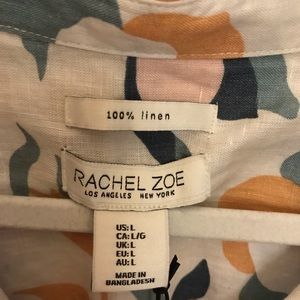 100% linen
RACHEL ZOE
LOS ANGELES NEW YORK
US: L
CA: L/G
UK: L
EU: L
AU: L
MADE IN
BANGLADESH